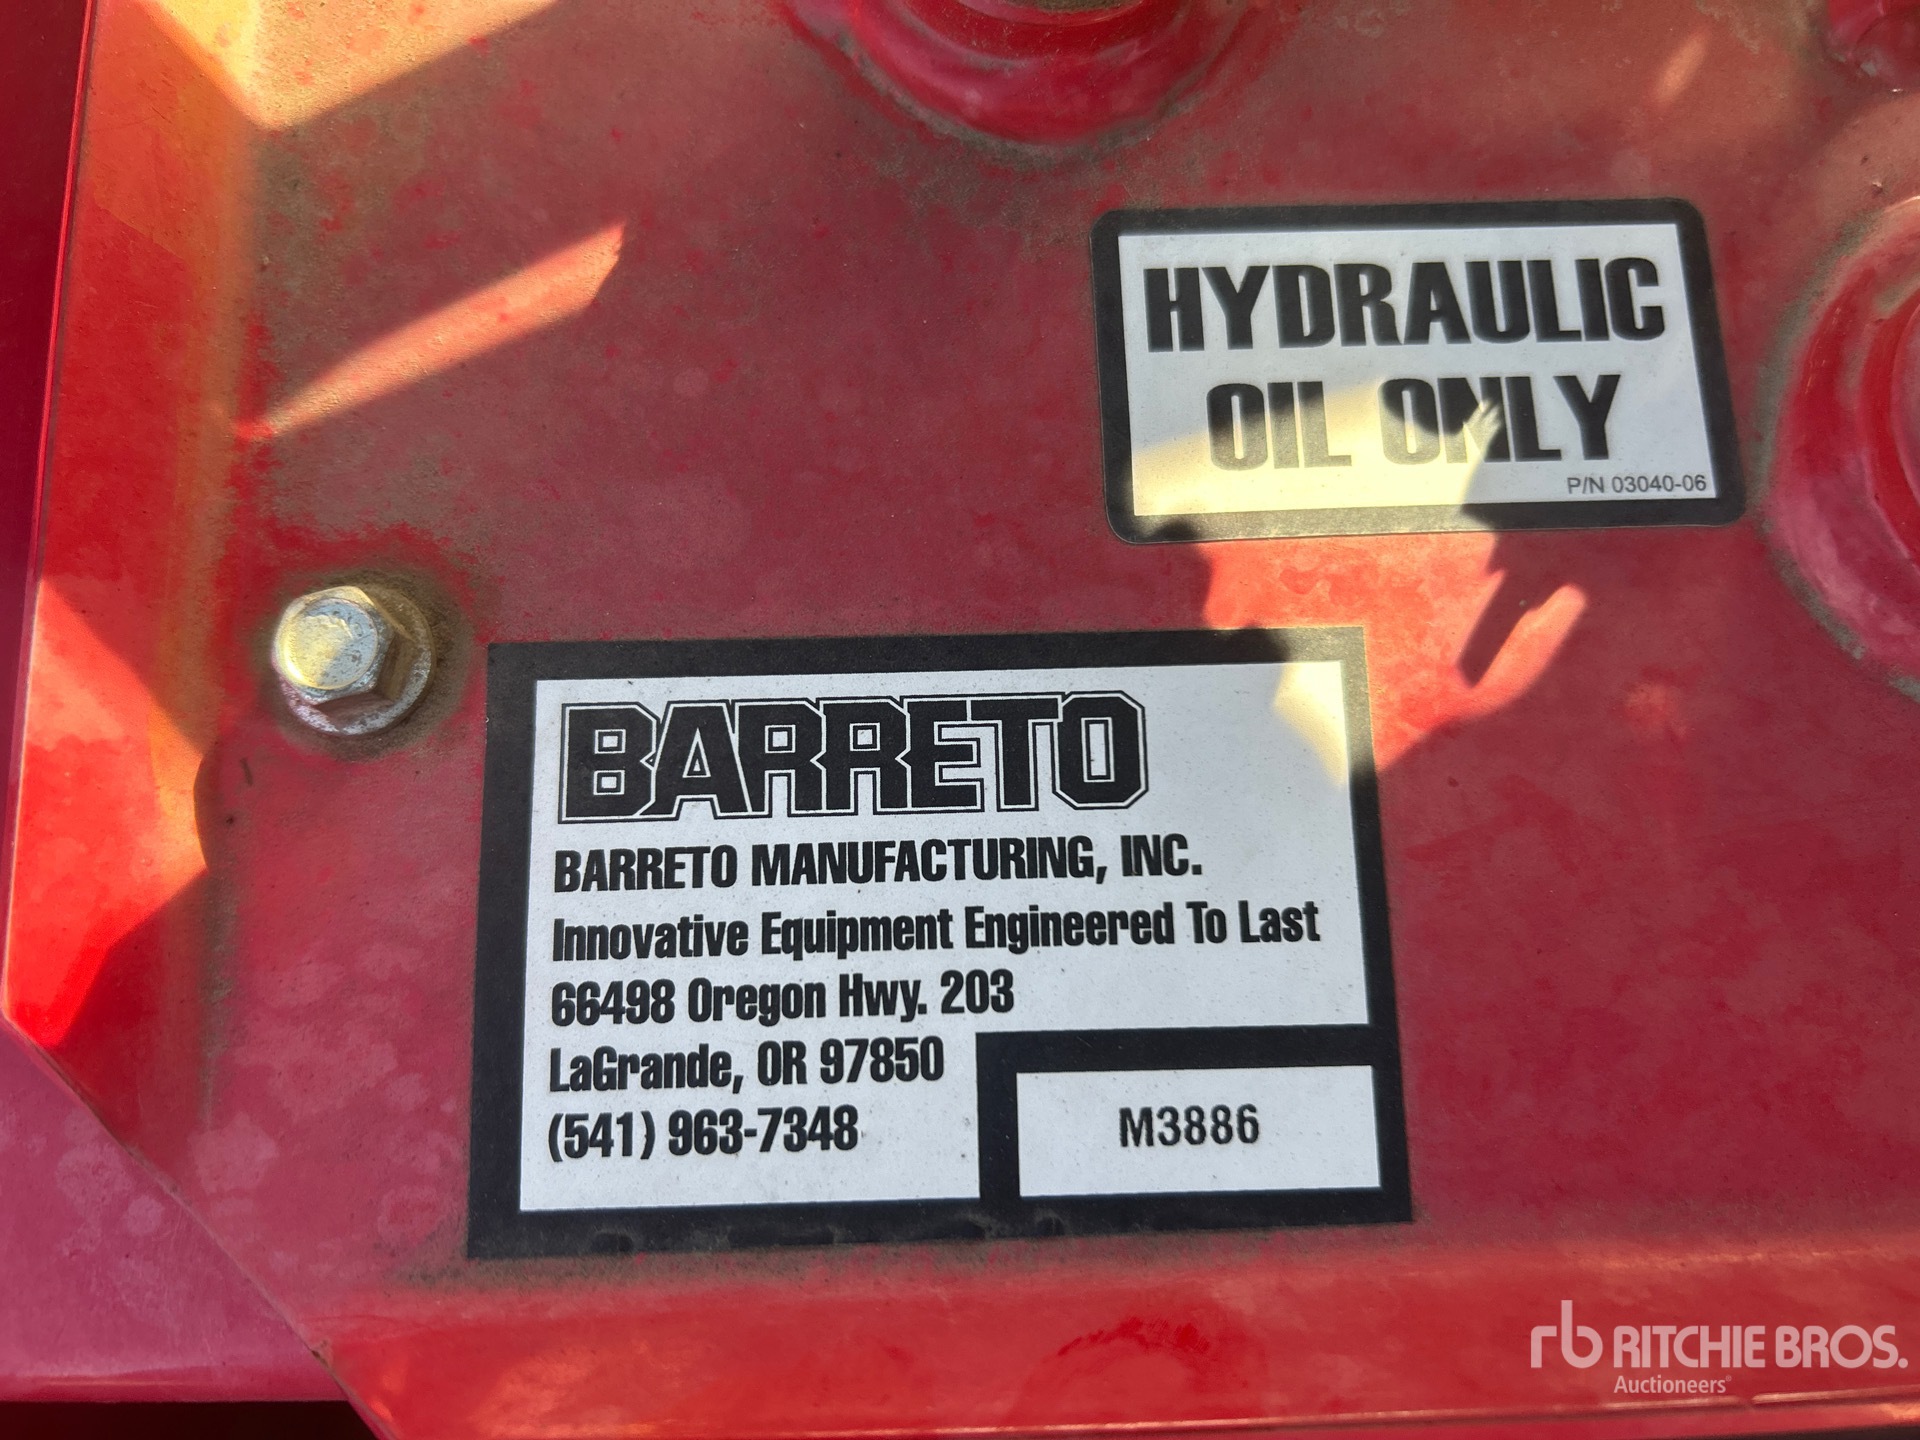 HYDRAULIC
OIL ONLY
P/N 03040-06
BARRETO
BARRETO MANUFACTURING, INC.
Innovative Equipment Engineered To Last
66498 Oregon Hwy. 203
LaGrande, OR 97850
(541) 963-7348
M3886
rb RITCHIE BROS.
Auctioneers